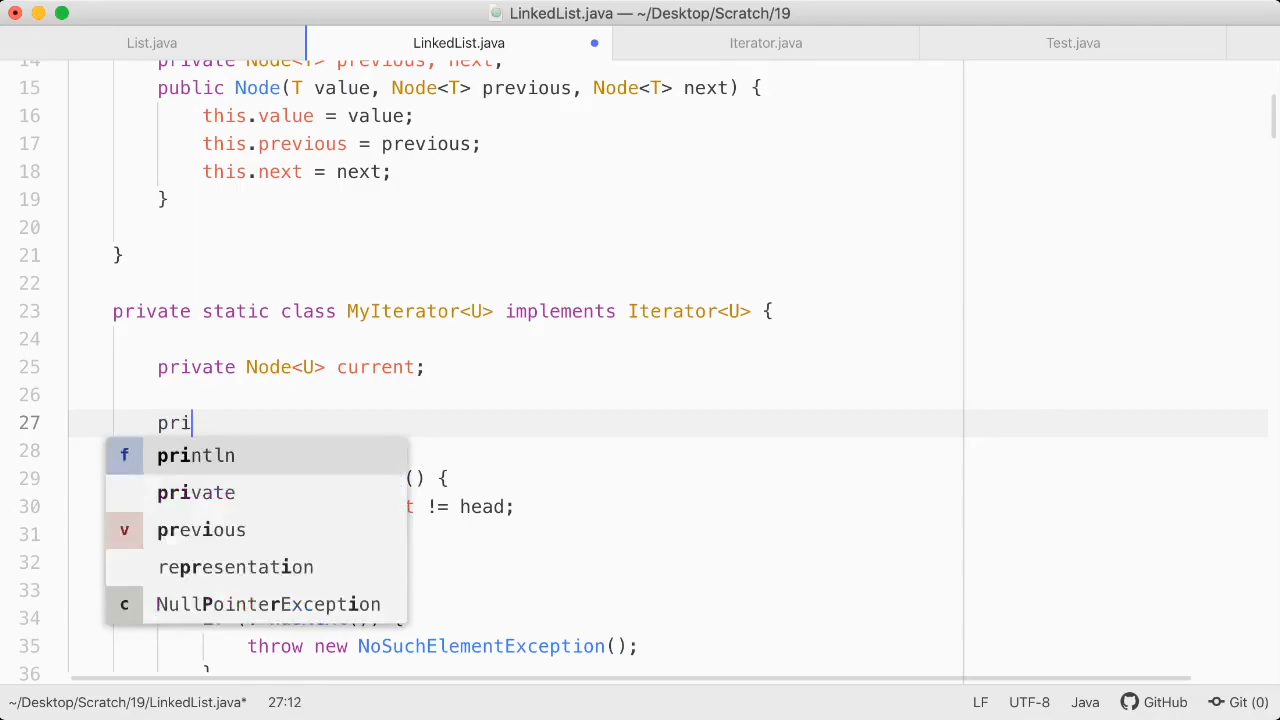 LinkedList.java — ~/Desktop/Scratch/19
List.java LinkedList.java Iterator.java Test.java
14 private Node<T> previous, next;
15 public Node(T value, Node<T> previous, Node<T> next) {
16 this.value = value;
17 this.previous = previous;
18 this.next = next;
19 }
20
21 }
22
23 private static class MyIterator<U> implements Iterator<U> {
24
25 private Node<U> current;
26
27 pri
28
f println
29 () {
v private
30 t != head;
31
v previous
32
representation
33
c NullPointerException
34
35 throw new NoSuchElementException();
36 }
~/Desktop/Scratch/19/LinkedList.java* 27:12 LF UTF-8 Java GitHub Git (0)